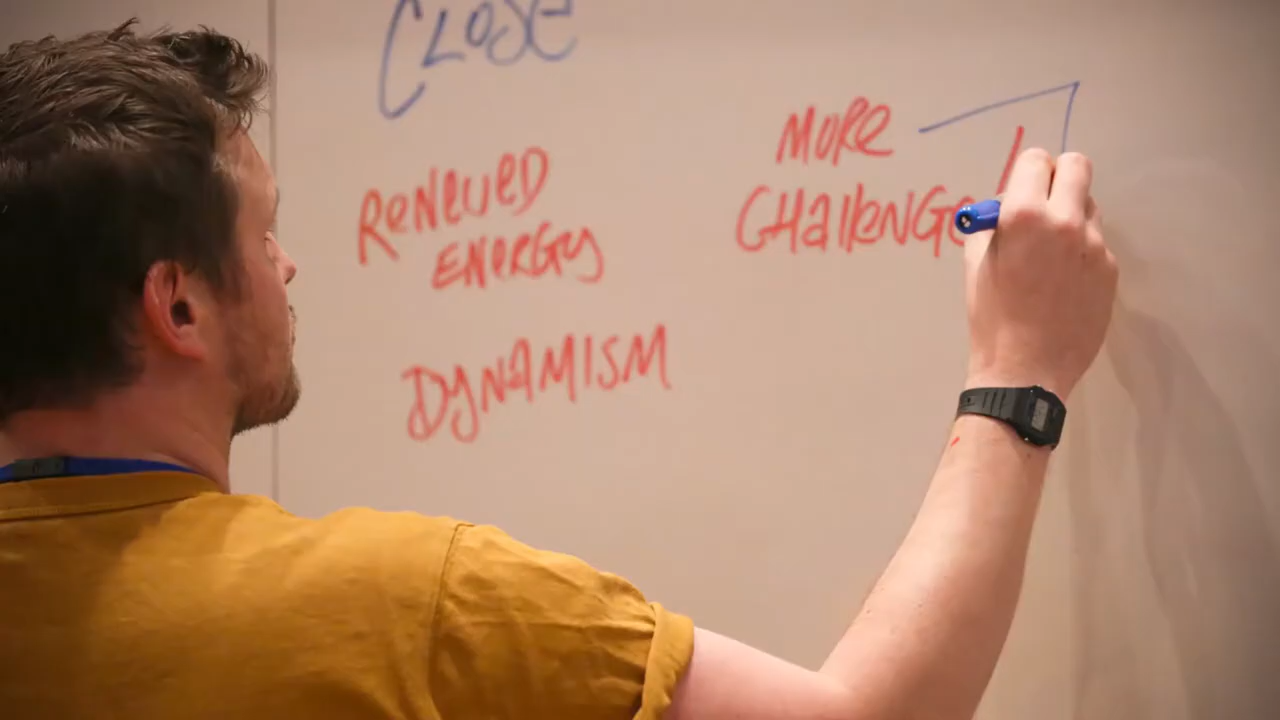 CLOSE
ReNewED
ENeRGy
DyNAMISM
MORe
CHallENGe